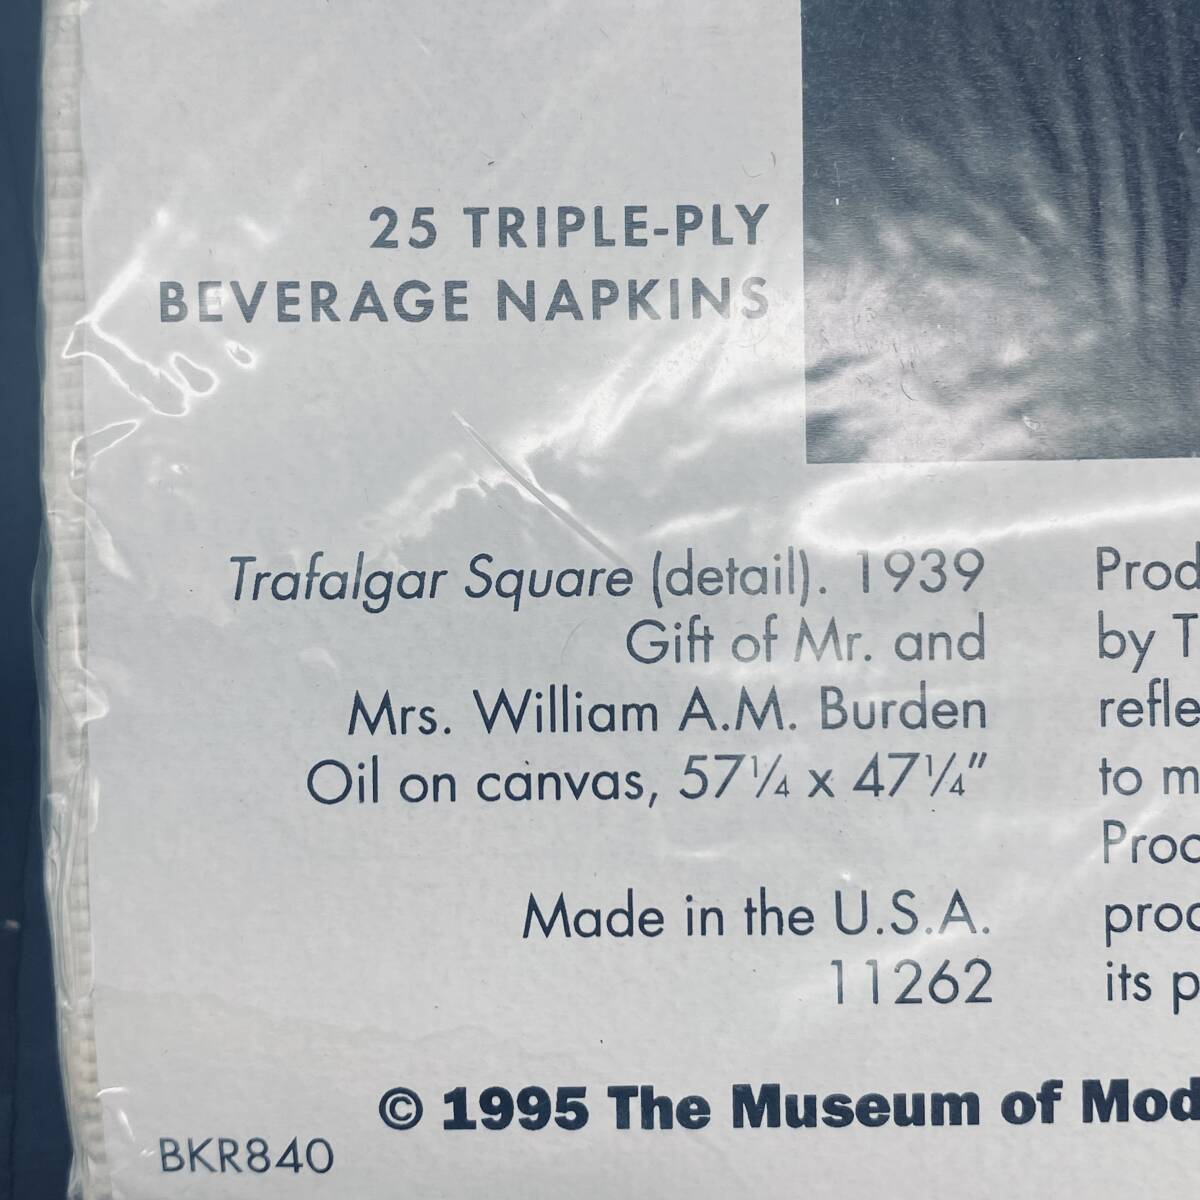 25 TRIPLE-PLY
BEVERAGE NAPKINS
Trafalgar Square (detail). 1939
Gift of Mr. and
Mrs. William A.M. Burden
Oil on canvas, 57¼ x 47¼"
Made in the U.S.A.
11262
Prod
by T
refle
to m
Proc
proc
its p
© 1995 The Museum of Mod
BKR840